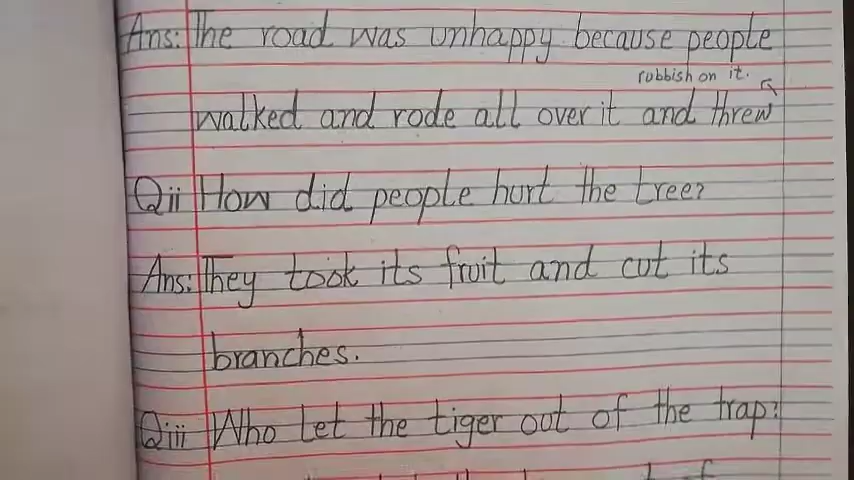 Ans: The road was unhappy because people
rubbish on it.
walked and rode all over it and threw
Qii How did people hurt the tree?
Ans: They took its fruit and cut its
branches.
Qiii Who let the tiger out of the trap?